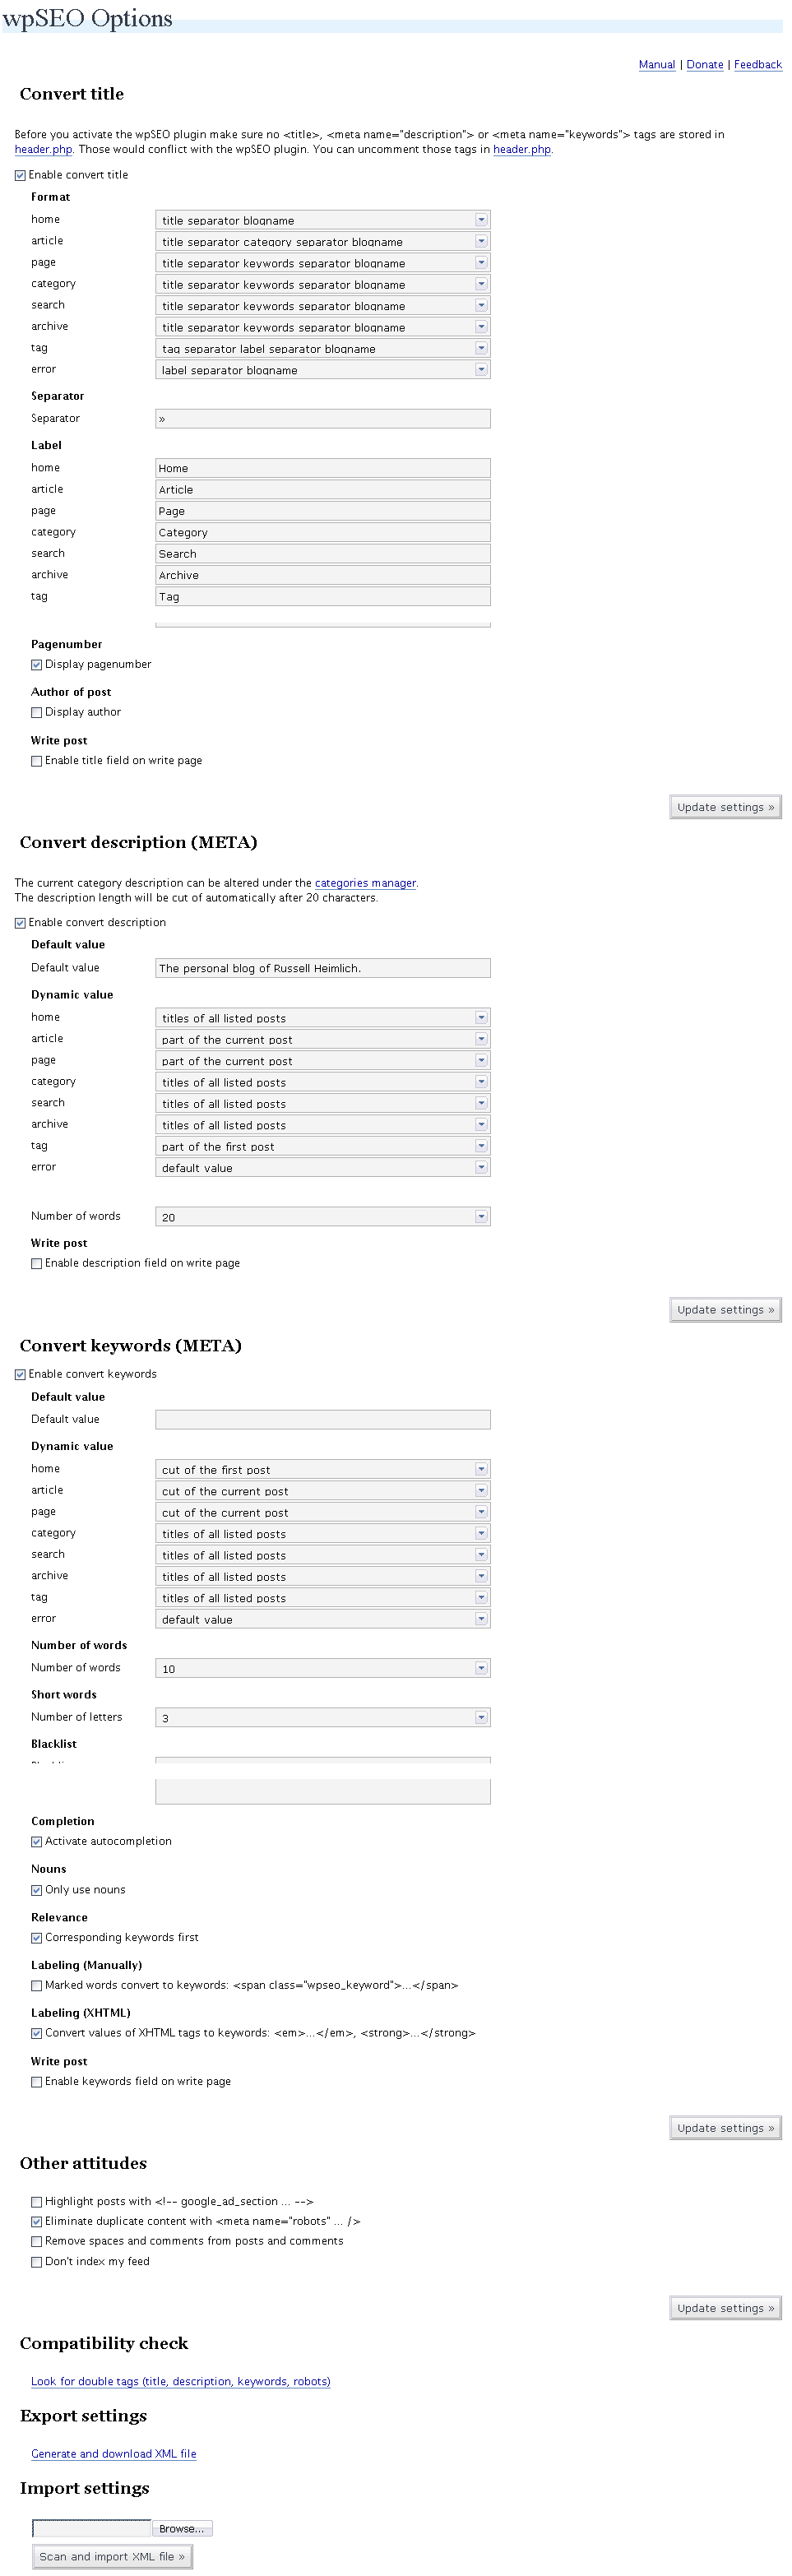 wpSEO Options
Manual | Donate | Feedback
Convert title
Before you activate the wpSEO plugin make sure no <title>, <meta name="description"> or <meta name="keywords"> tags are stored in
header.php. Those would conflict with the wpSEO plugin. You can uncomment those tags in header.php.
Enable convert title
Format
home title separator blogname
article title separator category separator blogname
page title separator keywords separator blogname
category title separator keywords separator blogname
search title separator keywords separator blogname
archive title separator keywords separator blogname
tag tag separator label separator blogname
error label separator blogname
Separator
Separator »
Label
home Home
article Article
page Page
category Category
search Search
archive Archive
tag Tag
Pagenumber
Display pagenumber
Author of post
Display author
Write post
Enable title field on write page
Update settings »
Convert description (META)
The current category description can be altered under the categories manager.
The description length will be cut of automatically after 20 characters.
Enable convert description
Default value
Default value The personal blog of Russell Heimlich.
Dynamic value
home titles of all listed posts
article part of the current post
page part of the current post
category titles of all listed posts
search titles of all listed posts
archive titles of all listed posts
tag part of the first post
error default value
Number of words 20
Write post
Enable description field on write page
Update settings »
Convert keywords (META)
Enable convert keywords
Default value
Default value
Dynamic value
home cut of the first post
article cut of the current post
page cut of the current post
category titles of all listed posts
search titles of all listed posts
archive titles of all listed posts
tag titles of all listed posts
error default value
Number of words
Number of words 10
Short words
Number of letters 3
Blacklist
Completion
Activate autocompletion
Nouns
Only use nouns
Relevance
Corresponding keywords first
Labeling (Manually)
Marked words convert to keywords: <span class="wpseo_keyword">...</span>
Labeling (XHTML)
Convert values of XHTML tags to keywords: <em>...</em>, <strong>...</strong>
Write post
Enable keywords field on write page
Update settings »
Other attitudes
Highlight posts with <!-- google_ad_section ... -->
Eliminate duplicate content with <meta name="robots" ... />
Remove spaces and comments from posts and comments
Don't index my feed
Update settings »
Compatibility check
Look for double tags (title, description, keywords, robots)
Export settings
Generate and download XML file
Import settings
Browse...
Scan and import XML file »